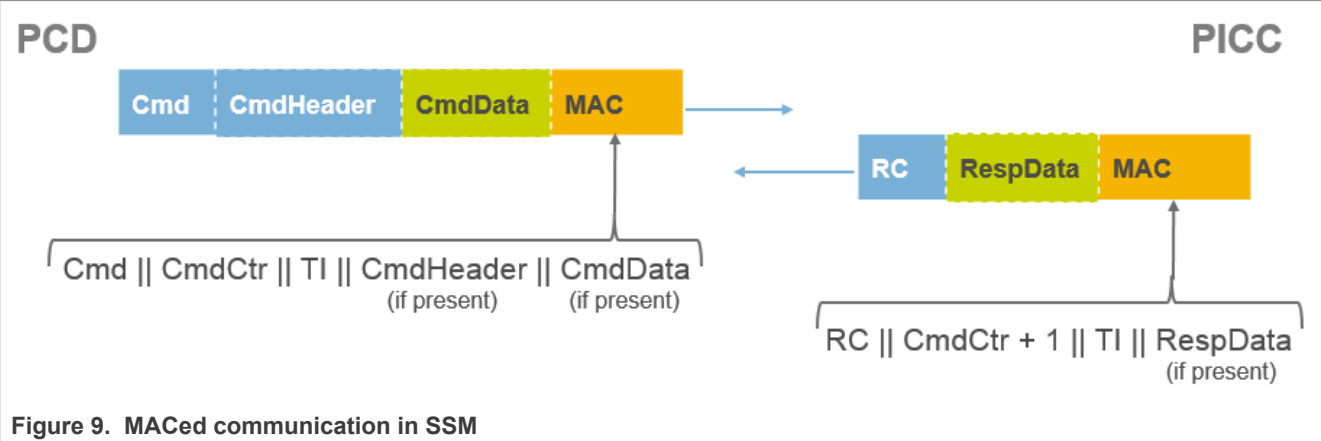 PCD
PICC
Cmd CmdHeader CmdData MAC
RC RespData MAC
Cmd || CmdCtr || TI || CmdHeader || CmdData
(if present) (if present)
RC || CmdCtr + 1 || TI || RespData
(if present)
Figure 9. MACed communication in SSM